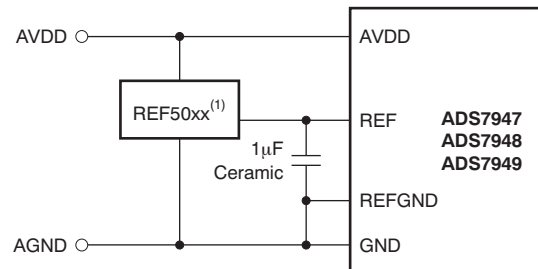 AVDD
AVDD
REF50xx(1)
REF
ADS7947
ADS7948
ADS7949
1μF
Ceramic
REFGND
AGND
GND